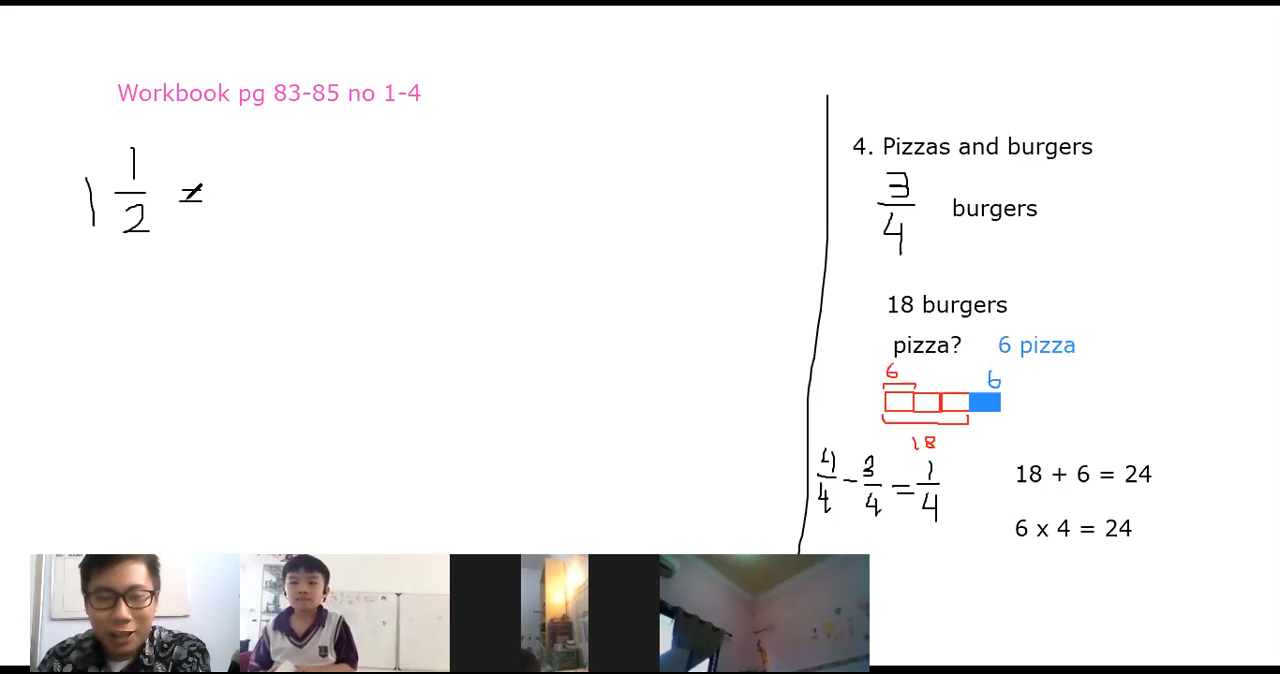 Workbook pg 83-85 no 1-4
1 1/2 =
4. Pizzas and burgers
3/4 burgers
18 burgers
pizza? 6 pizza
6 6
18
4/4 - 3/4 = 1/4
18 + 6 = 24
6 x 4 = 24